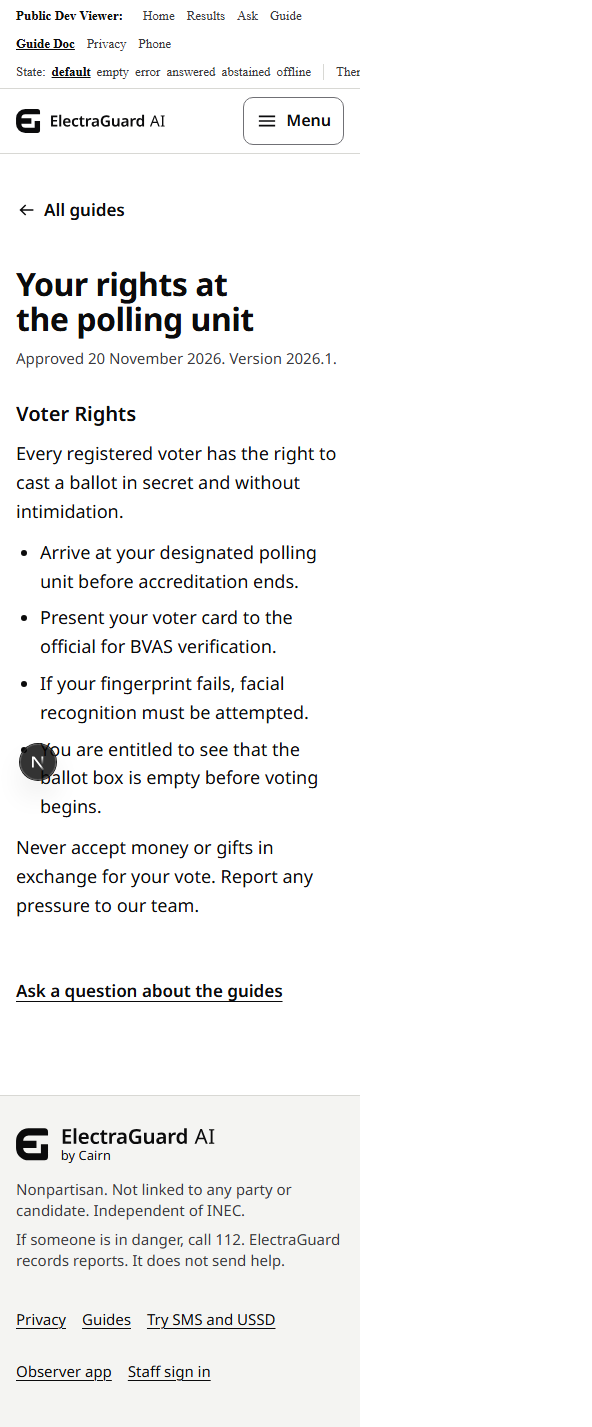 Public Dev Viewer: Home Results Ask Guide
Guide Doc Privacy Phone
State: default empty error answered abstained offline
ElectraGuard AI
Menu
← All guides
Your rights at
the polling unit
Approved 20 November 2026. Version 2026.1.
Voter Rights
Every registered voter has the right to
cast a ballot in secret and without
intimidation.
• Arrive at your designated polling
unit before accreditation ends.
• Present your voter card to the
official for BVAS verification.
• If your fingerprint fails, facial
recognition must be attempted.
• You are entitled to see that the
N
ballot box is empty before voting
begins.
Never accept money or gifts in
exchange for your vote. Report any
pressure to our team.
Ask a question about the guides
ElectraGuard AI
by Cairn
Nonpartisan. Not linked to any party or
candidate. Independent of INEC.
If someone is in danger, call 112. ElectraGuard
records reports. It does not send help.
Privacy Guides Try SMS and USSD
Observer app Staff sign in